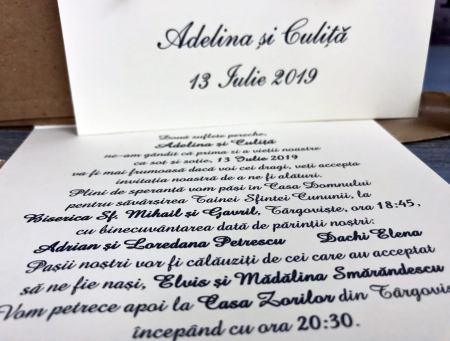 Adelina și Culiță
13 Iulie 2019
Două suflete pereche,
Adelina și Culiță
ne-am gândit că prima zi a vieții noastre
ca soț și soție, 13 Iulie 2019
va fi mai frumoasă dacă voi cei dragi, veți accepta
invitația noastră de a ne fi alături.
Plini de speranță vom păși în Casa Domnului
pentru săvârșirea Tainei Sfintei Cununii, la
Biserica Sf. Mihail și Gavril, Târgoviște, ora 18:45,
cu binecuvântarea dată de părinții noștri:
Adrian și Loredana Petrescu Dachi Elena
Pașii noștri vor fi călăuziți de cei care au acceptat
să ne fie nași, Elvis și Mădălina Smărăndescu
Vom petrece apoi la Casa Zorilor din Târgoviș
începând cu ora 20:30.